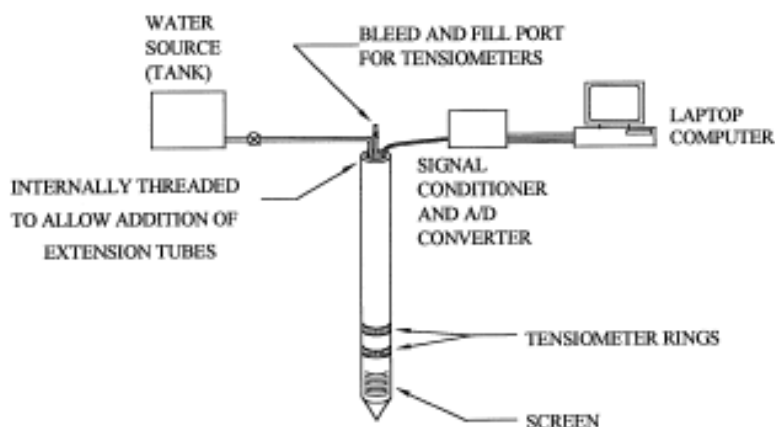 WATER
SOURCE
(TANK)
BLEED AND FILL PORT
FOR TENSIOMETERS
LAPTOP
COMPUTER
INTERNALLY THREADED
TO ALLOW ADDITION OF
EXTENSION TUBES
SIGNAL
CONDITIONER
AND A/D
CONVERTER
TENSIOMETER RINGS
SCREEN